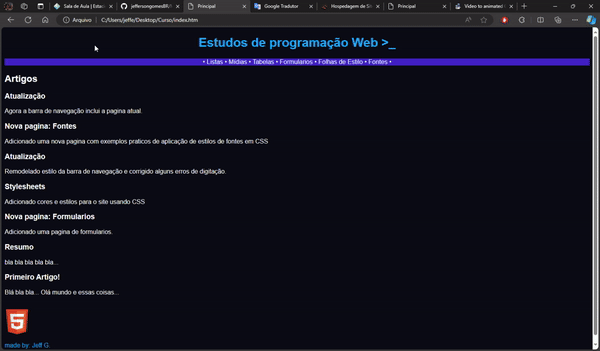 Sala de Aula | Estac
jeffersongomes8fU
Principal
Google Tradutor
Hospedagem de Si
Principal
Video to animated
Arquivo
C:/Users/jeffe/Desktop/Curso/index.htm
Estudos de programação Web >_
• Listas • Mídias • Tabelas • Formularios • Folhas de Estilo • Fontes •
Artigos
Atualização
Agora a barra de navegação inclui a pagina atual.
Nova pagina: Fontes
Adicionado uma nova pagina com exemplos praticos de aplicação de estilos de fontes em CSS
Atualização
Remodelado estilo da barra de navegação e corrigido alguns erros de digitação.
Stylesheets
Adicionado cores e estilos para o site usando CSS
Nova pagina: Formularios
Adicionado uma pagina de formularios.
Resumo
bla bla bla bla bla...
Primeiro Artigo!
Blá bla bla... Olá mundo e essas coisas...
5
made by: Jeff G.